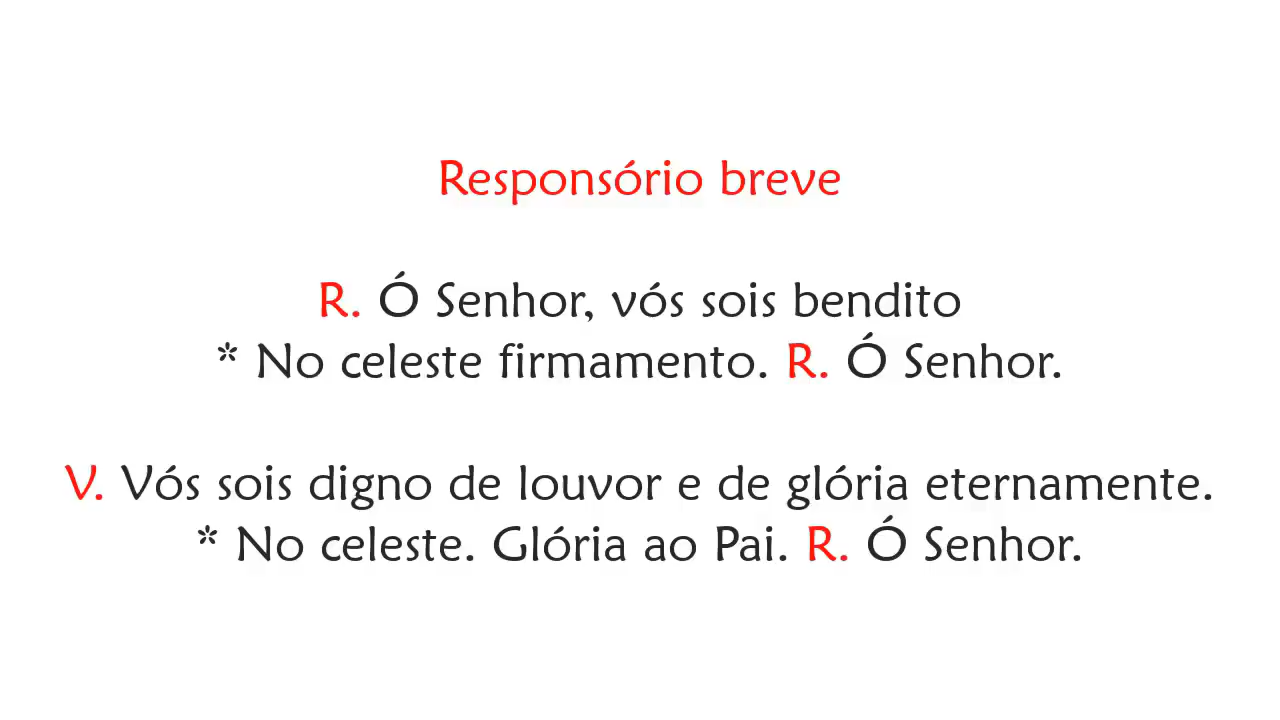 Responsório breve
R. Ó Senhor, vós sois bendito
* No celeste firmamento. R. Ó Senhor.
V. Vós sois digno de louvor e de glória eternamente.
* No celeste. Glória ao Pai. R. Ó Senhor.